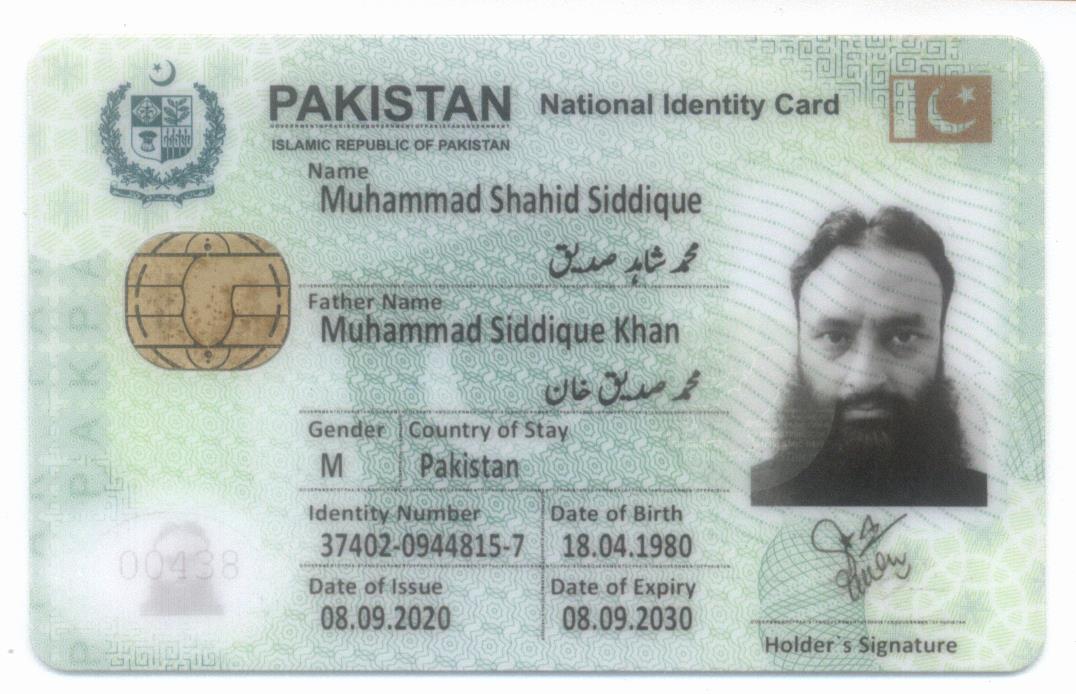 PAKISTAN National Identity Card
ISLAMIC REPUBLIC OF PAKISTAN
Name
Muhammad Shahid Siddique
محمد شاہد صدیق
Father Name
Muhammad Siddique Khan
محمد صدیق خان
Gender Country of Stay
M Pakistan
Identity Number Date of Birth
37402-0944815-7 18.04.1980
Date of Issue Date of Expiry
08.09.2020 08.09.2030
00438
Holder`s Signature